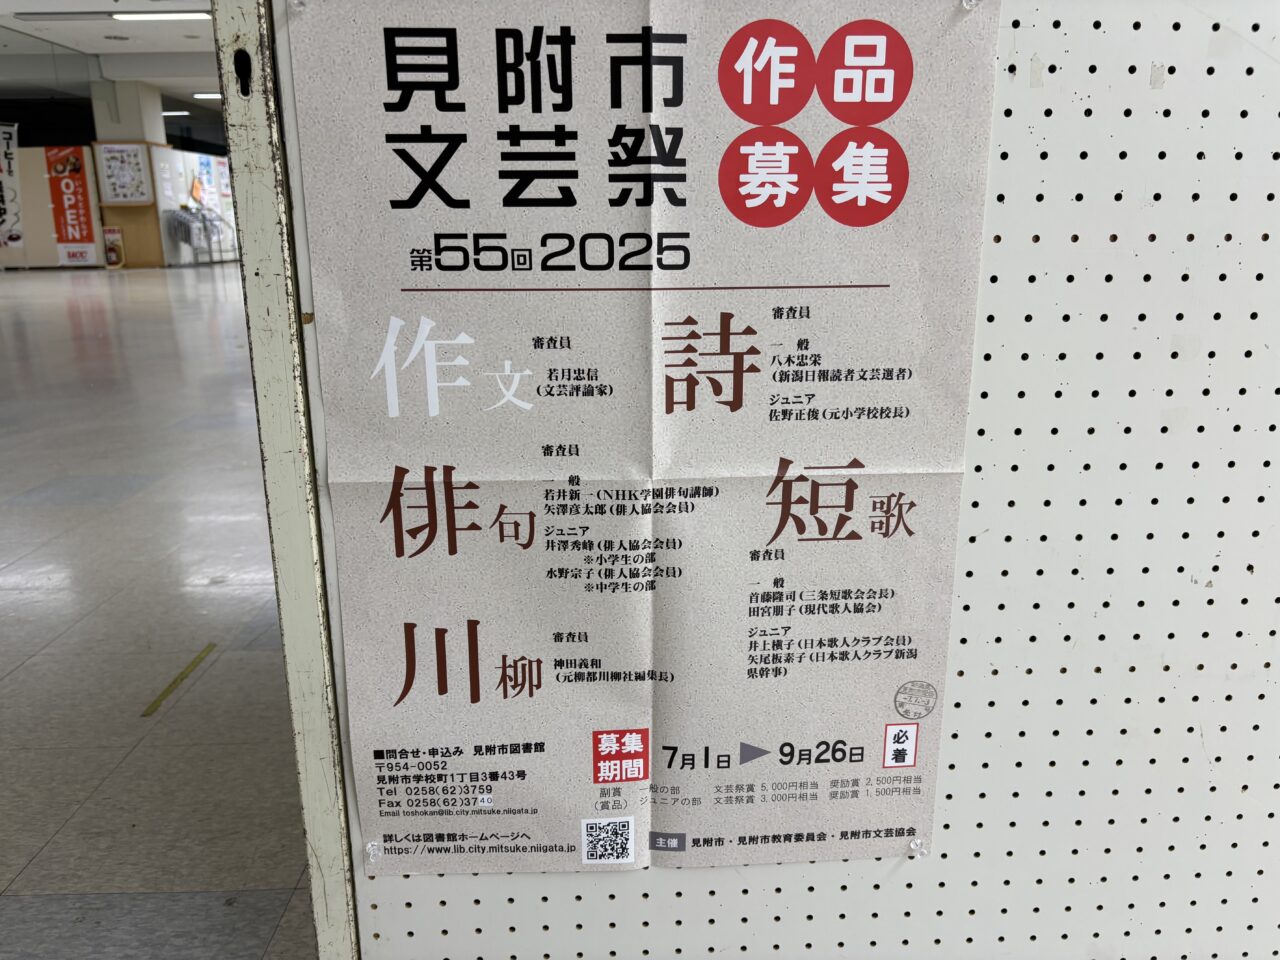 見附市
文芸祭
作品
募集
第55回2025
作文
審査員
若月忠信
(文芸評論家)
詩
審査員
一 般
八木忠栄
(新潟日報読者文芸選者)
ジュニア
佐野正俊(元小学校校長)
俳句
審査員
一 般
若井新一(NHK学園俳句講師)
矢澤彦太郎(俳人協会会員)
ジュニア
井澤秀峰(俳人協会会員)
※小学生の部
水野宗子(俳人協会会員)
※中学生の部
短歌
審査員
一 般
首藤隆司(三条短歌会会長)
田宮朋子(現代歌人協会)
ジュニア
井上槇子(日本歌人クラブ会員)
矢尾板素子(日本歌人クラブ新潟
県幹事)
川柳
審査員
神田義和
(元柳都川柳社編集長)
■問合せ・申込み 見附市図書館
〒954-0052
見附市学校町1丁目3番43号
Tel 0258(62)3759
Fax 0258(62)3740
Email toshokan@lib.city.mitsuke.niigata.jp
詳しくは図書館ホームページへ
https://www.lib.city.mitsuke.niigata.jp
募集
期間
7月1日▶9月26日
必着
副賞 一般の部 文芸祭賞 5,000円相当 奨励賞 2,500円相当
(賞品) ジュニアの部 文芸祭賞 3,000円相当 奨励賞 1,500円相当
主催 見附市・見附市教育委員会・見附市文芸協会
コーヒーで
OPEN